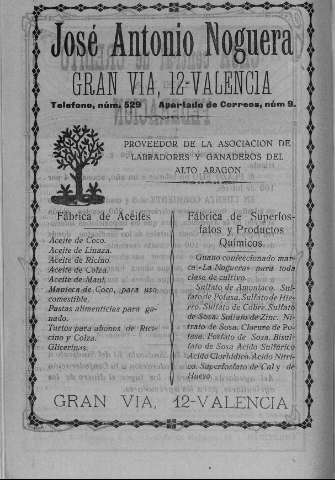 José Antonio Noguera
GRAN VIA, 12-VALENCIA
Telefono, núm. 529 Apartado de Correos, núm 9.
PROVEEDOR DE LA ASOCIACION DE
LABRADORES Y GANADEROS DEL
ALTO ARAGON
Fábrica de Aceites
Aceite de Coco.
Aceite de Linaza.
Aceite de Ricino.
Aceite de Colza.
Aceite de Maní.
Manteca de Coco, para uso
comestible.
Pastas alimenticias para ga-
nado.
Turtos para abonos de Rici-
cino y Colza.
Glicerinas.
Fábrica de Superfos-
fatos y Productos
Químicos
Guano confeccionado mar-
ca «La Noguera» para toda
clase de cultivo.
Sulfato de Amoniaco. Sul-
fato de Potasa. Sulfato de Hie-
rro. Sulfato de Cobre. Sulfato
de Sosa. Sulfato de Zinc. Ni-
trato de Sosa. Cloruro de Po-
tasa. Fosfato de Sosa. Bisul-
fato de Sosa Acido Sulfúrico
Acido Clorhídrico. Acido Nítri-
co. Superfosfato de Cal y de
Hueso.
GRAN VIA, 12-VALENCIA